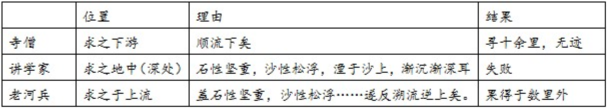 位置 理由 结果
寺僧 求之下游 顺流下矣 寻十余里，无迹
讲学家 求之地中(深处) 石性坚重，沙性松浮，湮于沙上，渐沉渐深耳 失败
老河兵 求之于上流 盖石性坚重，沙性松浮……遂反溯流逆上矣。 果得于数里外